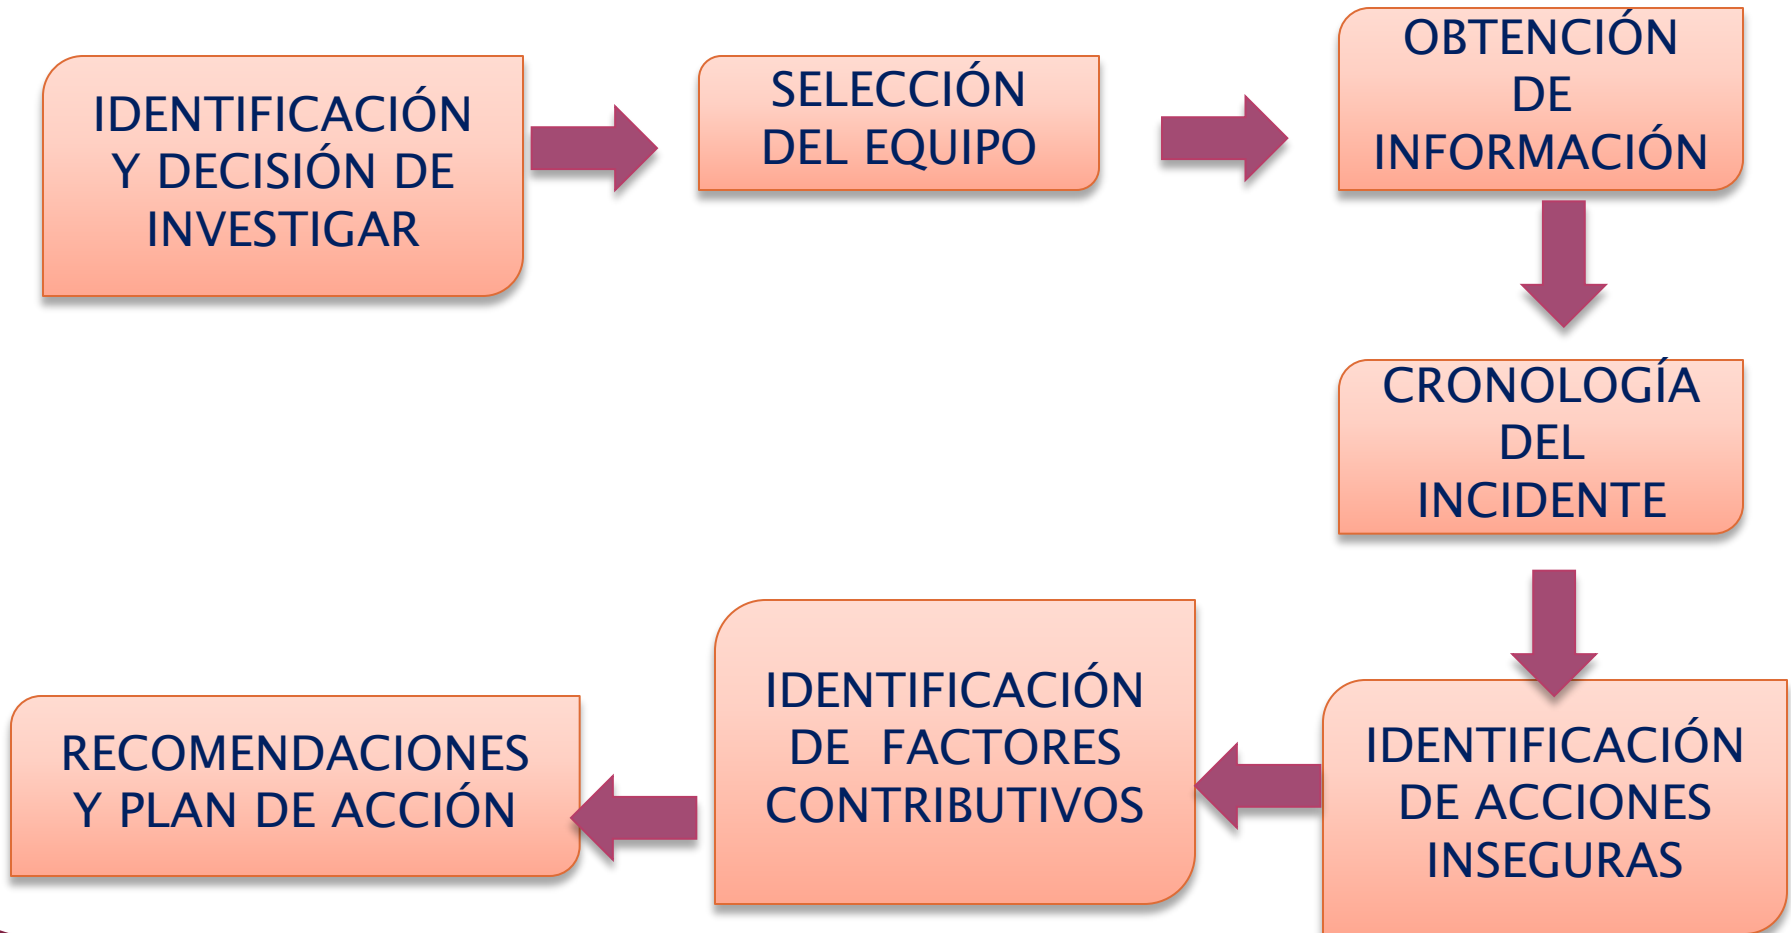 IDENTIFICACIÓN
Y DECISIÓN DE
INVESTIGAR
SELECCIÓN
DEL EQUIPO
OBTENCIÓN
DE
INFORMACIÓN
CRONOLOGÍA
DEL
INCIDENTE
IDENTIFICACIÓN
DE ACCIONES
INSEGURAS
IDENTIFICACIÓN
DE FACTORES
CONTRIBUTIVOS
RECOMENDACIONES
Y PLAN DE ACCIÓN